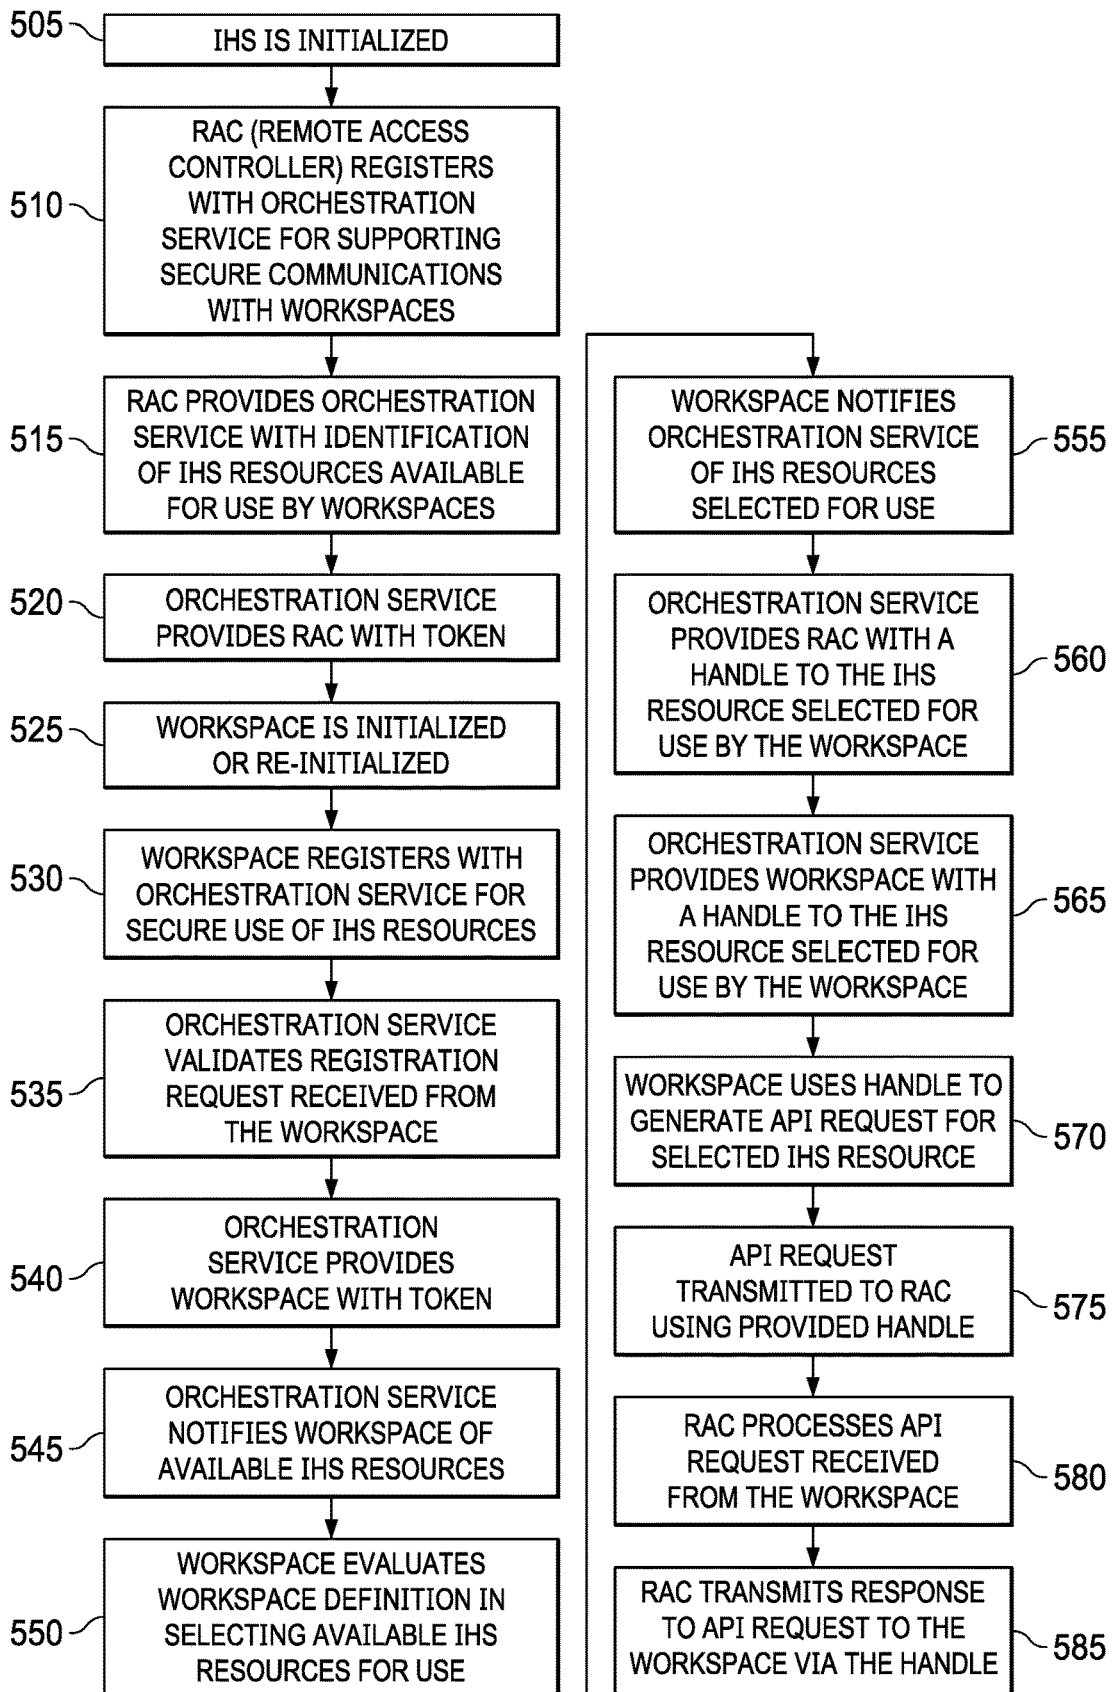 505
IHS IS INITIALIZED
510
RAC (REMOTE ACCESS
CONTROLLER) REGISTERS
WITH ORCHESTRATION
SERVICE FOR SUPPORTING
SECURE COMMUNICATIONS
WITH WORKSPACES
515
RAC PROVIDES ORCHESTRATION
SERVICE WITH IDENTIFICATION
OF IHS RESOURCES AVAILABLE
FOR USE BY WORKSPACES
520
ORCHESTRATION SERVICE
PROVIDES RAC WITH TOKEN
525
WORKSPACE IS INITIALIZED
OR RE-INITIALIZED
530
WORKSPACE REGISTERS WITH
ORCHESTRATION SERVICE FOR
SECURE USE OF IHS RESOURCES
535
ORCHESTRATION SERVICE
VALIDATES REGISTRATION
REQUEST RECEIVED FROM
THE WORKSPACE
540
ORCHESTRATION
SERVICE PROVIDES
WORKSPACE WITH TOKEN
545
ORCHESTRATION SERVICE
NOTIFIES WORKSPACE OF
AVAILABLE IHS RESOURCES
550
WORKSPACE EVALUATES
WORKSPACE DEFINITION IN
SELECTING AVAILABLE IHS
RESOURCES FOR USE
WORKSPACE NOTIFIES
ORCHESTRATION SERVICE
OF IHS RESOURCES
SELECTED FOR USE
555
ORCHESTRATION SERVICE
PROVIDES RAC WITH A
HANDLE TO THE IHS
RESOURCE SELECTED FOR
USE BY THE WORKSPACE
560
ORCHESTRATION SERVICE
PROVIDES WORKSPACE WITH
A HANDLE TO THE IHS
RESOURCE SELECTED FOR
USE BY THE WORKSPACE
565
WORKSPACE USES HANDLE TO
GENERATE API REQUEST FOR
SELECTED IHS RESOURCE
570
API REQUEST
TRANSMITTED TO RAC
USING PROVIDED HANDLE
575
RAC PROCESSES API
REQUEST RECEIVED
FROM THE WORKSPACE
580
RAC TRANSMITS RESPONSE
TO API REQUEST TO THE
WORKSPACE VIA THE HANDLE
585